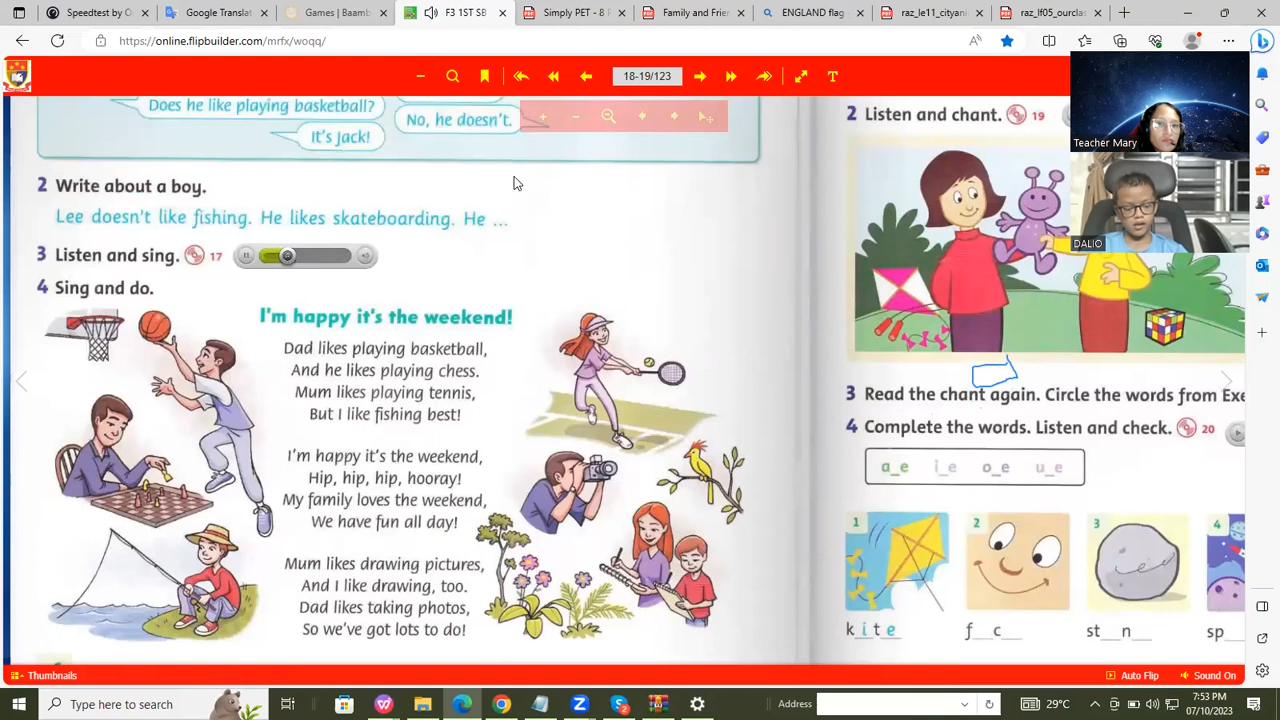 Speedtest by O
Google Translat
Games | Baamb
F3 1ST SB
Simply PET - 8 P
Family and Frier
ENGLAND flag
raz_le11_cityani
raz_lf05_ourclas
https://online.flipbuilder.com/mrfx/woqq/
18-19/123
Does he like playing basketball?
No, he doesn't.
It's Jack!
2 Write about a boy.
Lee doesn't like fishing. He likes skateboarding. He ...
3 Listen and sing. 17
4 Sing and do.
I'm happy it's the weekend!
Dad likes playing basketball,
And he likes playing chess.
Mum likes playing tennis,
But I like fishing best!
I'm happy it's the weekend,
Hip, hip, hip, hooray!
My family loves the weekend,
We have fun all day!
Mum likes drawing pictures,
And I like drawing, too.
Dad likes taking photos,
So we've got lots to do!
2 Listen and chant. 19
Teacher Mary
DALIO
3 Read the chant again. Circle the words from Exe
4 Complete the words. Listen and check. 20
a_e i_e o_e u_e
1 2 3 4
k i t e f__c__ st__n__ sp
Thumbnails
Auto Flip
Sound On
Type here to search
Address
29°C
7:53 PM
07/10/2023